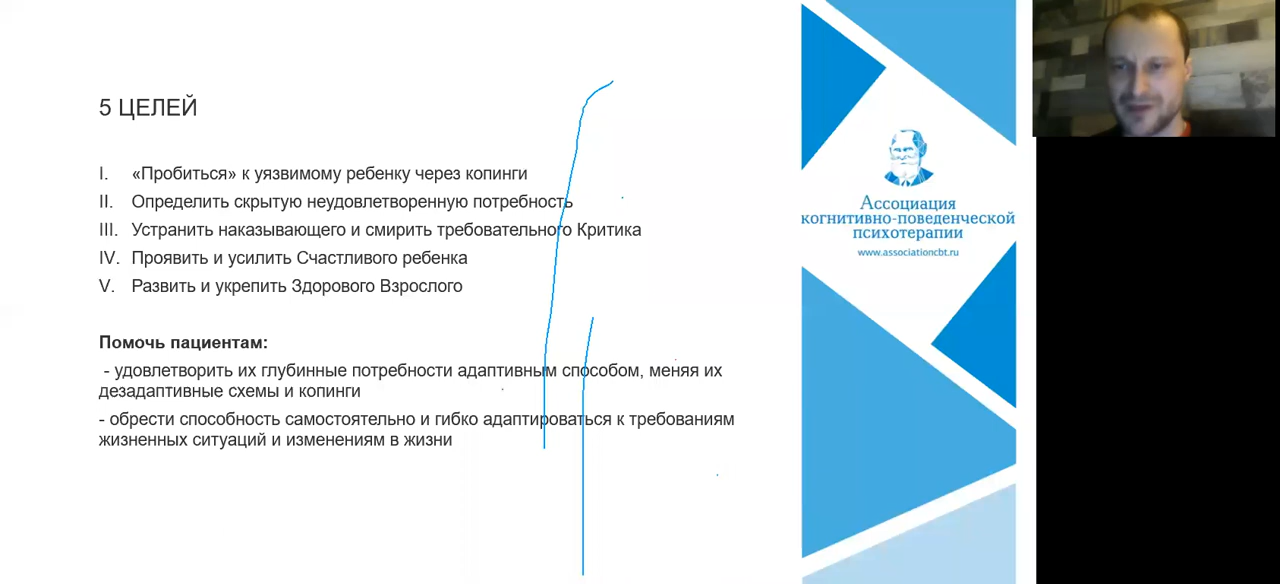 5 ЦЕЛЕЙ
I. «Пробиться» к уязвимому ребенку через копинги
II. Определить скрытую неудовлетворенную потребность
III. Устранить наказывающего и смирить требовательного Критика
IV. Проявить и усилить Счастливого ребенка
V. Развить и укрепить Здорового Взрослого
Помочь пациентам:
- удовлетворить их глубинные потребности адаптивным способом, меняя их
дезадаптивные схемы и копинги
- обрести способность самостоятельно и гибко адаптироваться к требованиям
жизненных ситуаций и изменениям в жизни
Ассоциация
когнитивно-поведенческой
психотерапии
www.associationcbt.ru